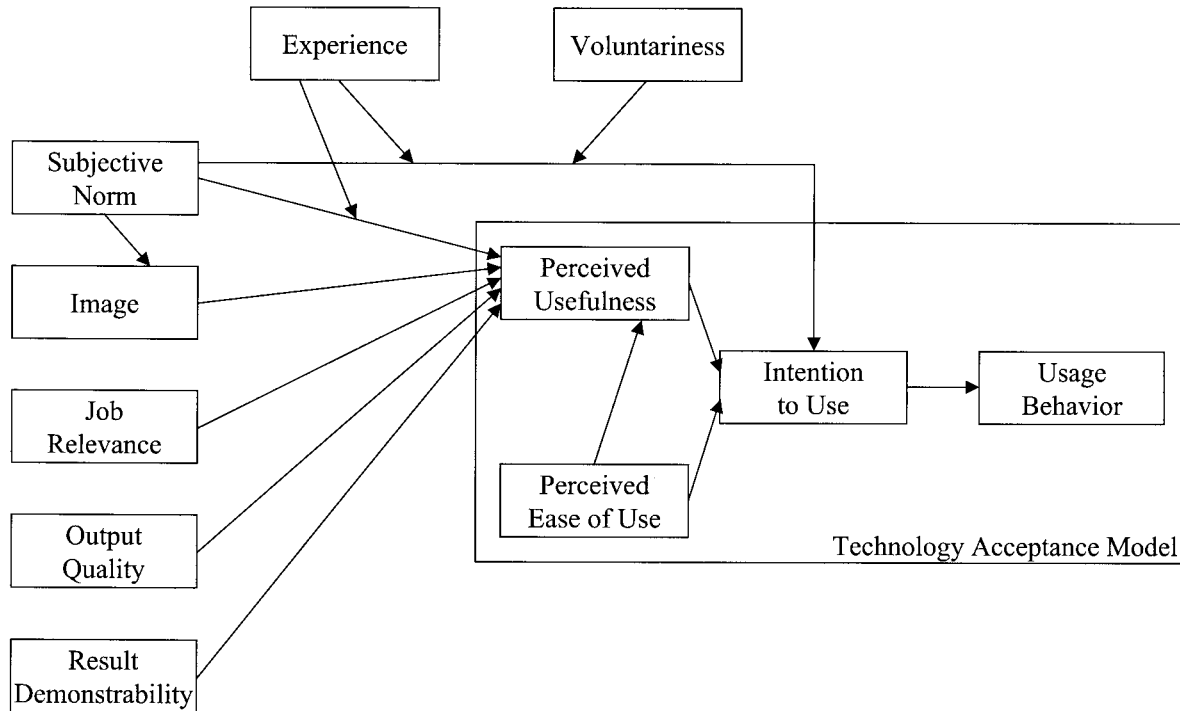 Experience
Voluntariness
Subjective
Norm
Image
Perceived
Usefulness
Intention
to Use
Usage
Behavior
Job
Relevance
Perceived
Ease of Use
Output
Quality
Technology Acceptance Model
Result
Demonstrability